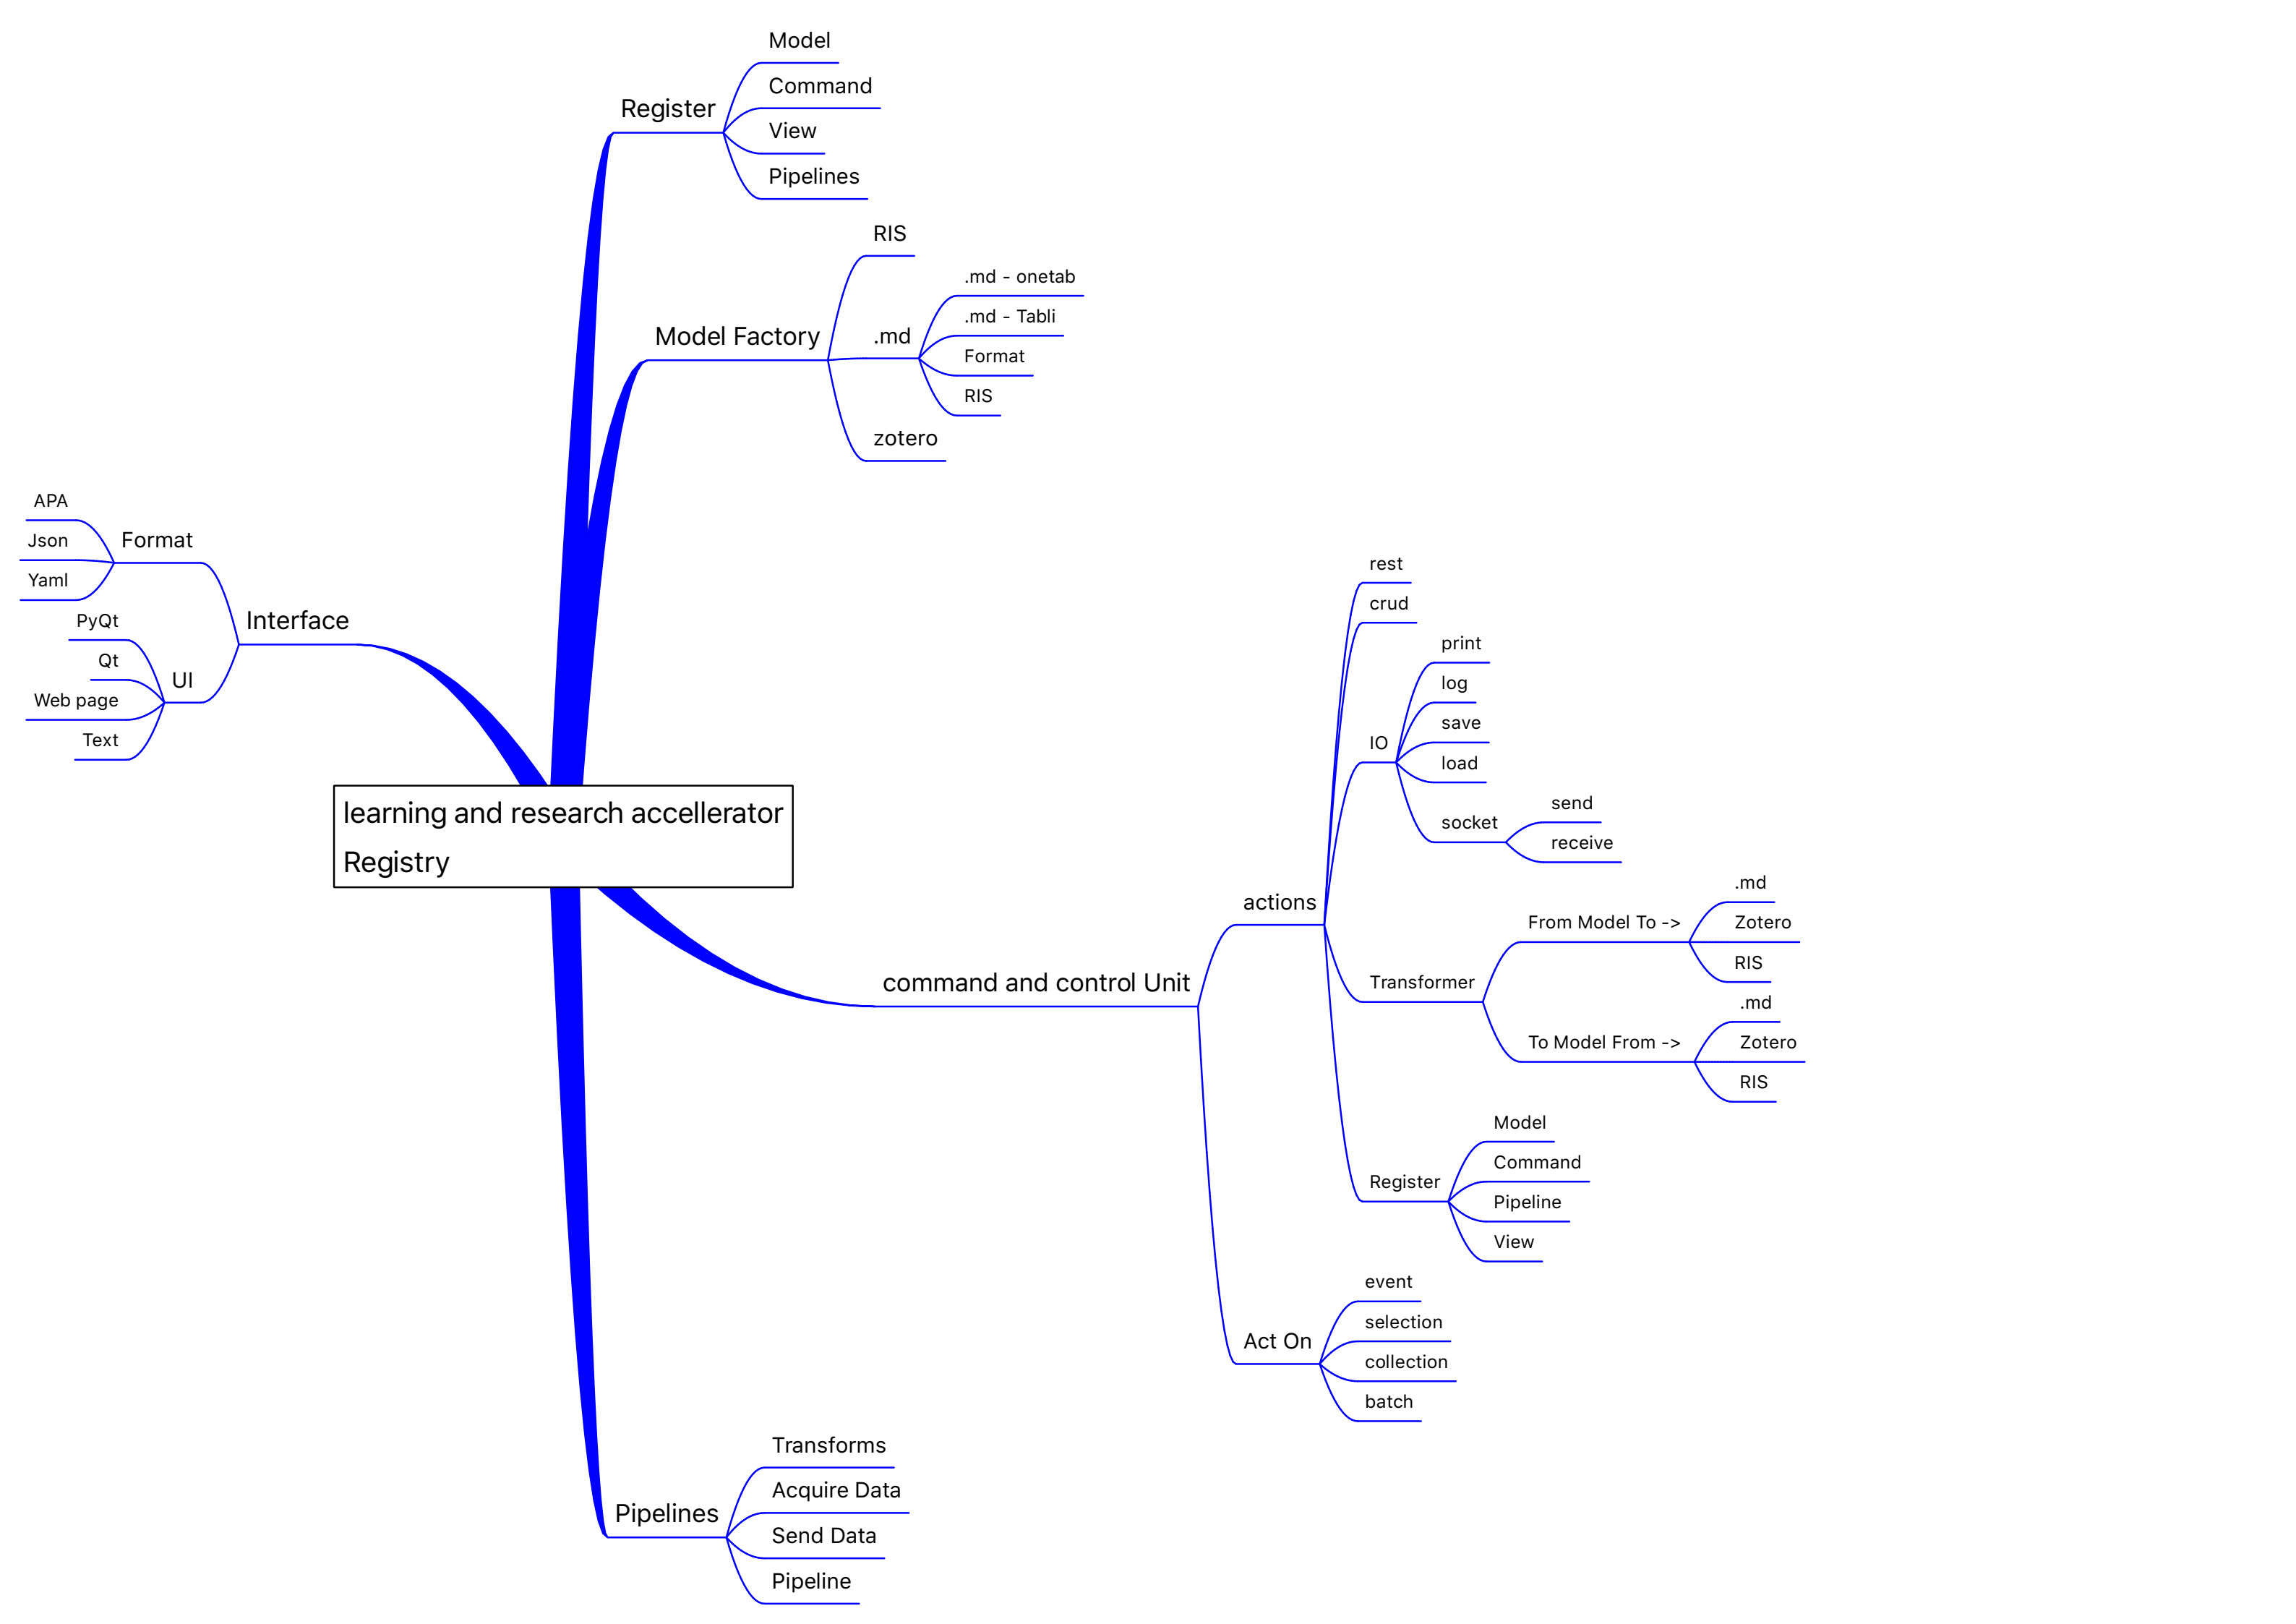 Model
Command
Register
View
Pipelines
RIS
.md - onetab
.md - Tabli
Model Factory
.md
Format
RIS
zotero
APA
Json
Format
Yaml
Interface
PyQt
Qt
UI
Web page
Text
learning and research accellerator
Registry
rest
crud
print
log
save
IO
load
socket
send
receive
command and control Unit
actions
From Model To ->
.md
Zotero
RIS
Transformer
To Model From ->
.md
Zotero
RIS
Register
Model
Command
Pipeline
View
Act On
event
selection
collection
batch
Pipelines
Transforms
Acquire Data
Send Data
Pipeline